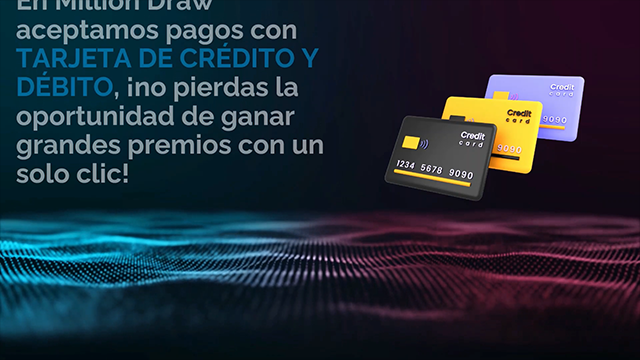 En Million Draw
aceptamos pagos con
TARJETA DE CRÉDITO Y
DÉBITO, ¡no pierdas la
oportunidad de ganar
grandes premios con un
solo clic!
Credit
card
9090
Credit
card
9090
Credit
card
1234 5678 9090